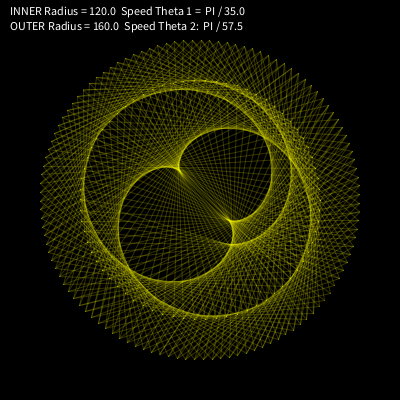 INNER Radius = 120.0  Speed Theta 1 =  PI / 35.0
OUTER Radius = 160.0  Speed Theta 2:  PI / 57.5